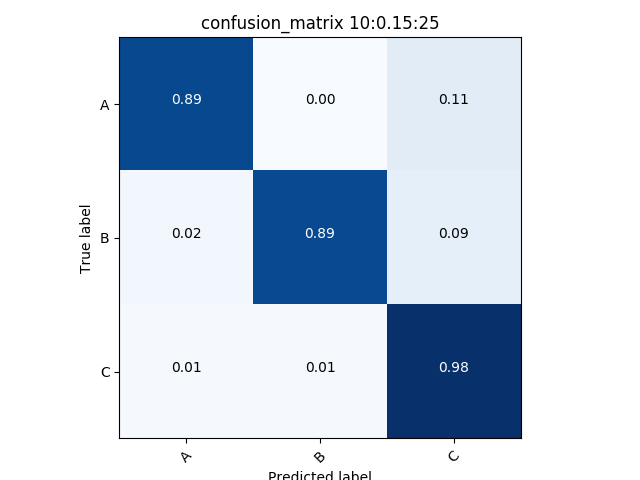 confusion_matrix 10:0.15:25
A
0.89
0.00
0.11
True label
B
0.02
0.89
0.09
C
0.01
0.01
0.98
A
B
C
Predicted label